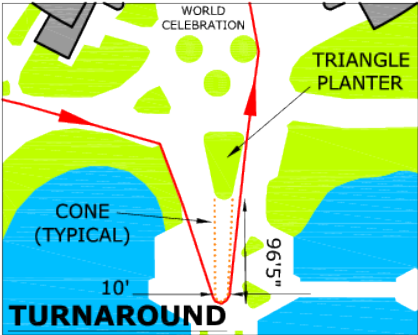 WORLD
CELEBRATION
TRIANGLE
PLANTER
CONE
(TYPICAL)
96'5"
10'
TURNAROUND